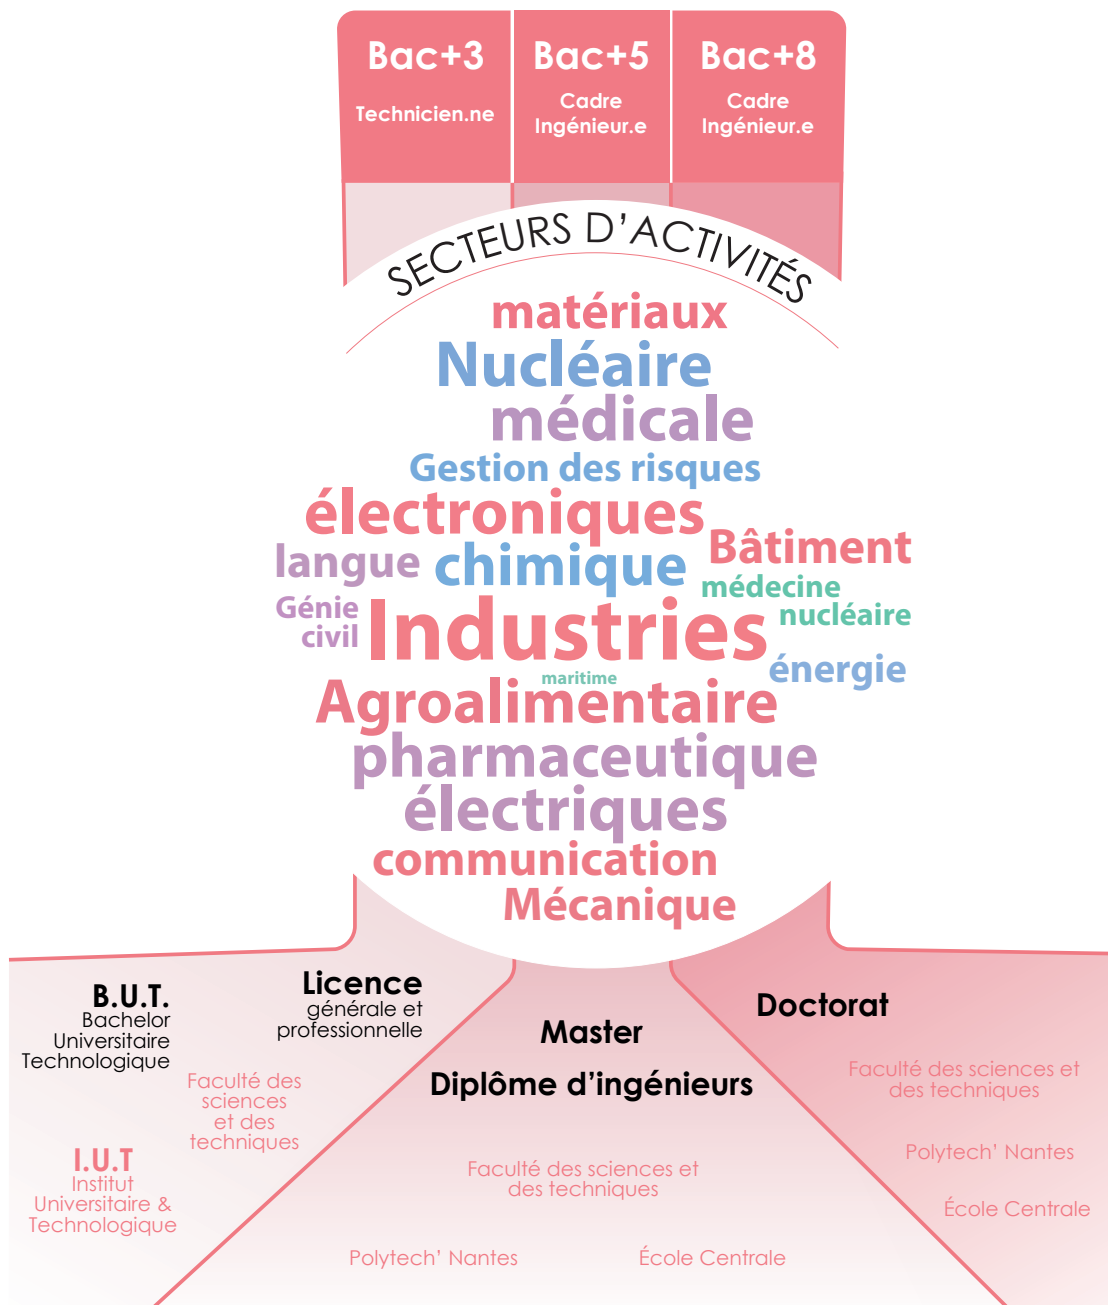 Bac+3
Technicien.ne
Bac+5
Cadre
Ingénieur.e
Bac+8
Cadre
Ingénieur.e
SECTEURS D’ACTIVITÉS
matériaux
Nucléaire
médicale
Gestion des risques
électroniques
Bâtiment
langue
chimique
médecine
nucléaire
Génie
civil
Industries
énergie
maritime
Agroalimentaire
pharmaceutique
électriques
communication
Mécanique
B.U.T.
Bachelor
Universitaire
Technologique
Licence
générale et
professionnelle
Faculté des
sciences
et des
techniques
I.U.T
Institut
Universitaire &
Technologique
Master
Diplôme d’ingénieurs
Faculté des sciences et
des techniques
Polytech’ Nantes
École Centrale
Doctorat
Faculté des sciences et
des techniques
Polytech’ Nantes
École Centrale